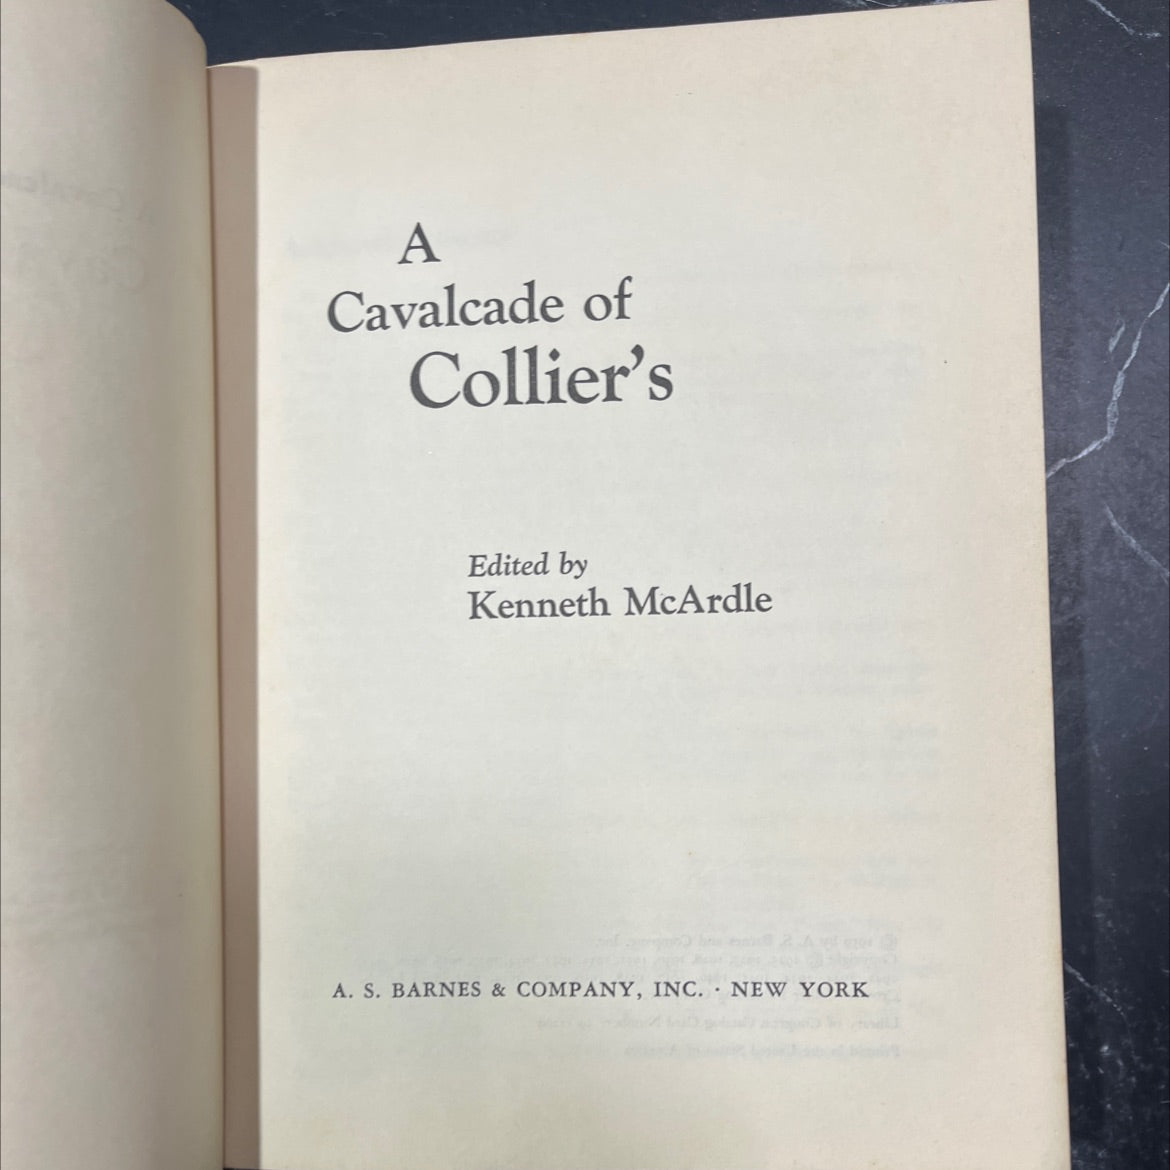 A
Cavalcade of
Collier's
Edited by
Kenneth McArdle
A. S. BARNES & COMPANY, INC. · NEW YORK